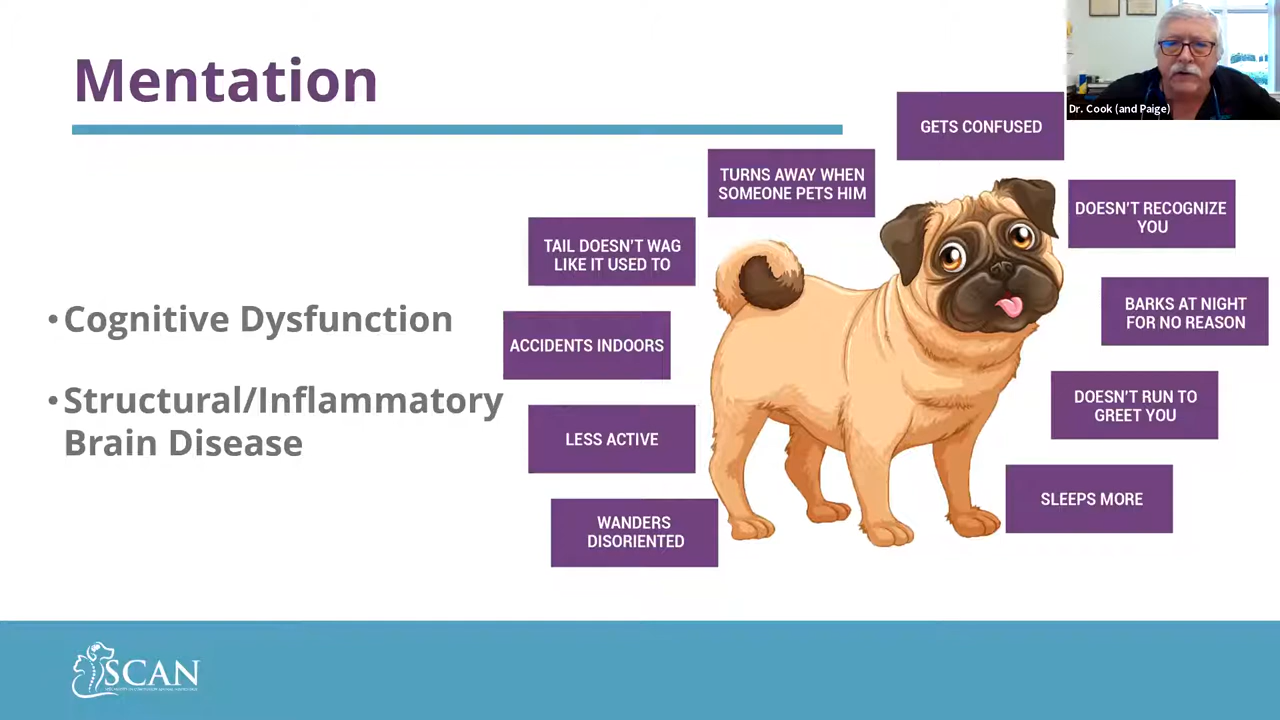 Mentation
Dr. Cook (and Paige)
GETS CONFUSED
TURNS AWAY WHEN
SOMEONE PETS HIM
DOESN'T RECOGNIZE
YOU
TAIL DOESN'T WAG
LIKE IT USED TO
BARKS AT NIGHT
FOR NO REASON
• Cognitive Dysfunction
ACCIDENTS INDOORS
• Structural/Inflammatory
Brain Disease
DOESN'T RUN TO
GREET YOU
LESS ACTIVE
SLEEPS MORE
WANDERS
DISORIENTED
SCAN